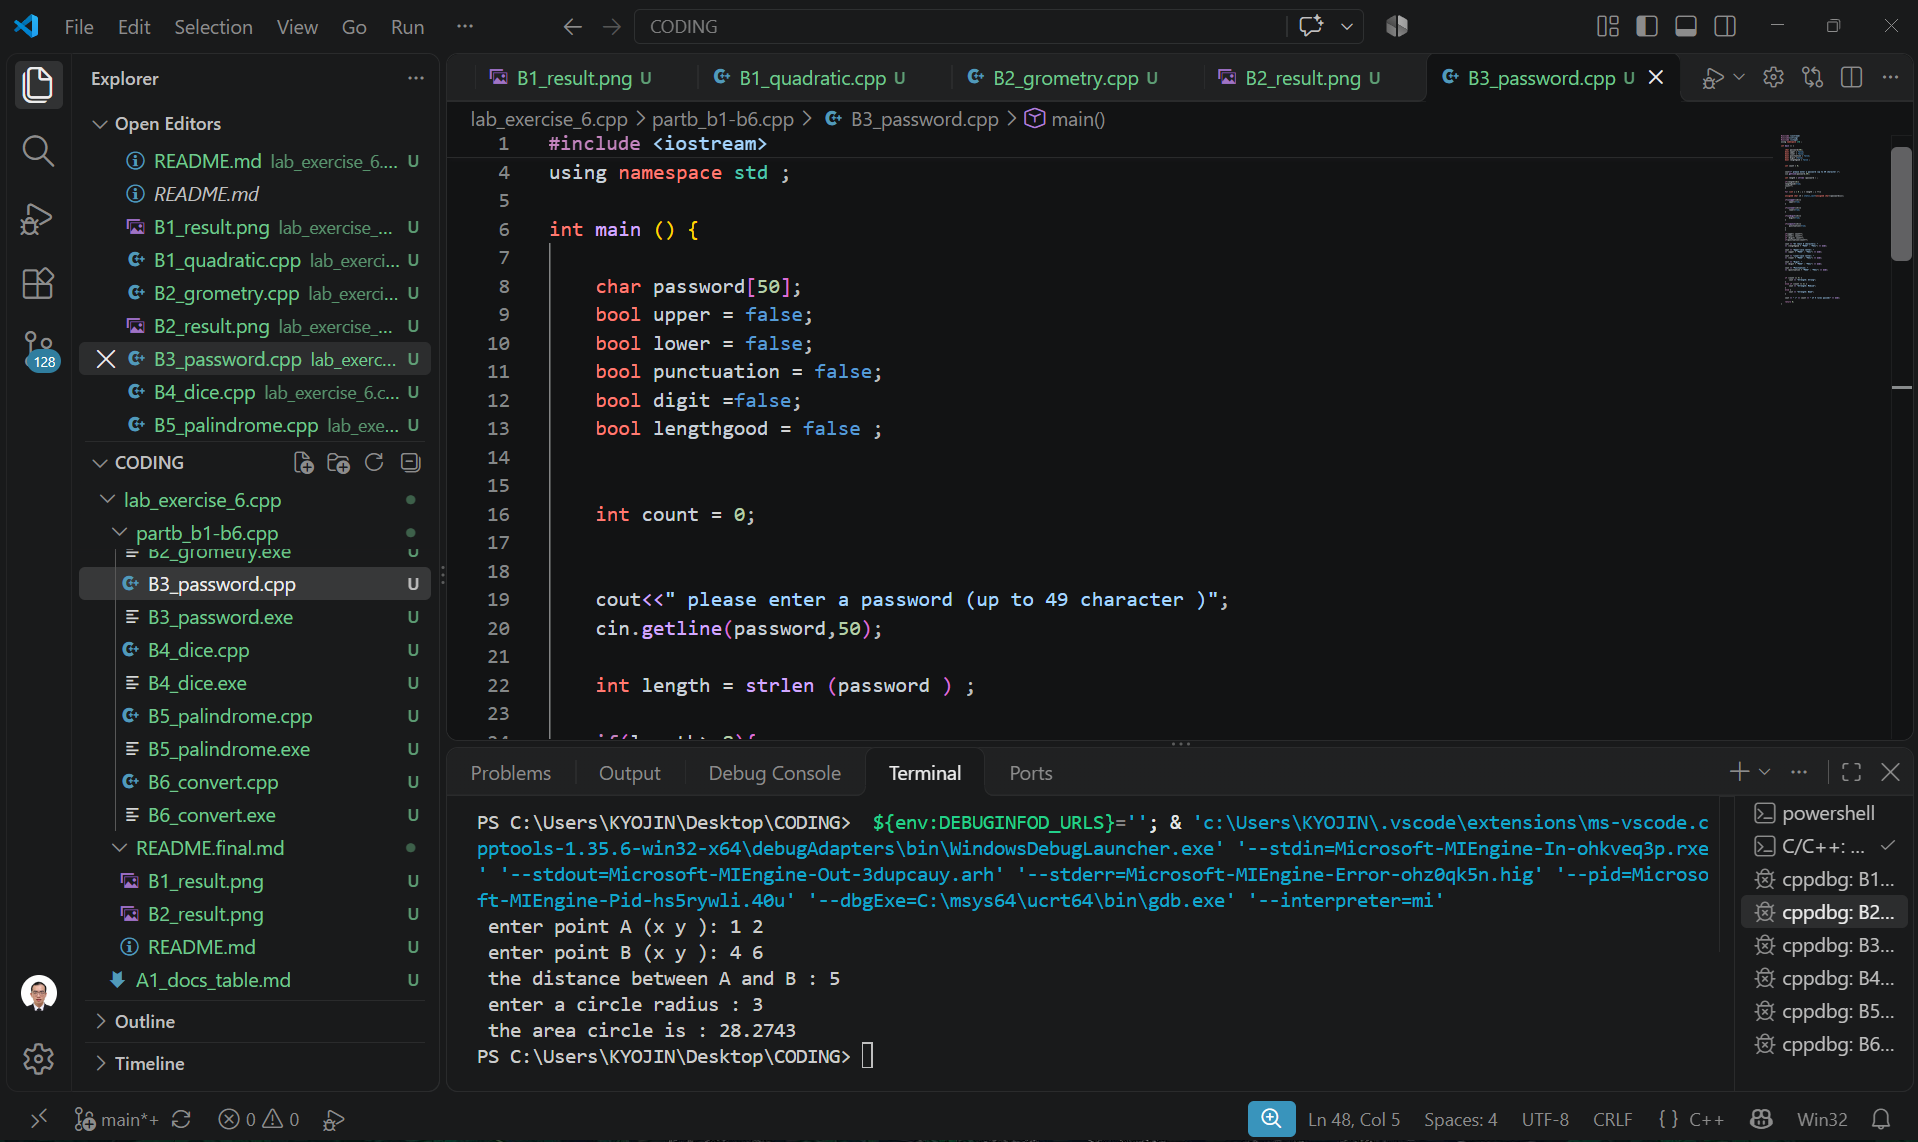 File Edit Selection View Go Run ··· CODING
Explorer ···
Open Editors
README.md lab_exercise_6.... U
README.md
B1_result.png lab_exercise_... U
B1_quadratic.cpp lab_exerci... U
B2_grometry.cpp lab_exerci... U
B2_result.png lab_exercise_... U
B3_password.cpp lab_exerc... U
B4_dice.cpp lab_exercise_6.c... U
B5_palindrome.cpp lab_exe... U
CODING
lab_exercise_6.cpp
partb_b1-b6.cpp
B2_grometry.exe U
B3_password.cpp U
B3_password.exe U
B4_dice.cpp U
B4_dice.exe U
B5_palindrome.cpp U
B5_palindrome.exe U
B6_convert.cpp U
B6_convert.exe U
README.final.md
B1_result.png U
B2_result.png U
README.md U
A1_docs_table.md U
Outline
Timeline
128
B1_result.png U B1_quadratic.cpp U B2_grometry.cpp U B2_result.png U B3_password.cpp U
lab_exercise_6.cpp > partb_b1-b6.cpp > B3_password.cpp > main()
1 #include <iostream>
4 using namespace std ;
5
6 int main () {
7
8 char password[50];
9 bool upper = false;
10 bool lower = false;
11 bool punctuation = false;
12 bool digit =false;
13 bool lengthgood = false ;
14
15
16 int count = 0;
17
18
19 cout<<" please enter a password (up to 49 character )";
20 cin.getline(password,50);
21
22 int length = strlen (password ) ;
23
Problems Output Debug Console Terminal Ports
PS C:\Users\KYOJIN\Desktop\CODING> ${env:DEBUGINFOD_URLS}=''; & 'c:\Users\KYOJIN\.vscode\extensions\ms-vscode.c
pptools-1.35.6-win32-x64\debugAdapters\bin\WindowsDebugLauncher.exe' '--stdin=Microsoft-MIEngine-In-ohkveq3p.rxe
' '--stdout=Microsoft-MIEngine-Out-3dupcauy.arh' '--stderr=Microsoft-MIEngine-Error-ohz0qk5n.hig' '--pid=Microso
ft-MIEngine-Pid-hs5rywli.40u' '--dbgExe=C:\msys64\ucrt64\bin\gdb.exe' '--interpreter=mi'
enter point A (x y ): 1 2
enter point B (x y ): 4 6
the distance between A and B : 5
enter a circle radius : 3
the area circle is : 28.2743
PS C:\Users\KYOJIN\Desktop\CODING>
powershell
C/C++: ...
cppdbg: B1...
cppdbg: B2...
cppdbg: B3...
cppdbg: B4...
cppdbg: B5...
cppdbg: B6...
main*+ 0 0 Ln 48, Col 5 Spaces: 4 UTF-8 CRLF {} C++ Win32